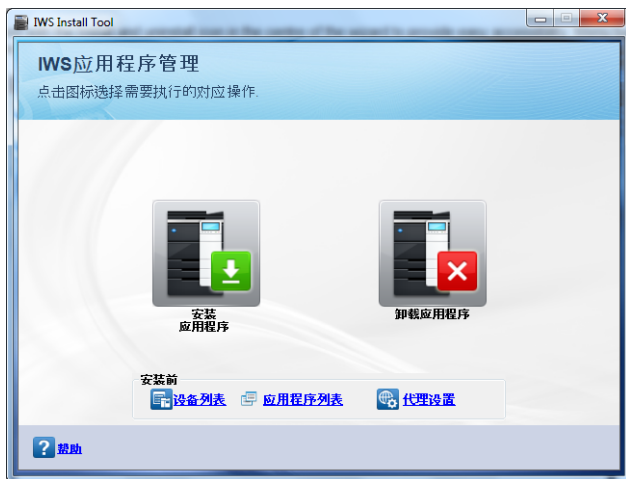 IWS Install Tool
IWS应用程序管理
点击图标选择需要执行的对应操作.
安装
应用程序
卸载应用程序
安装前
设备列表
应用程序列表
代理设置
帮助